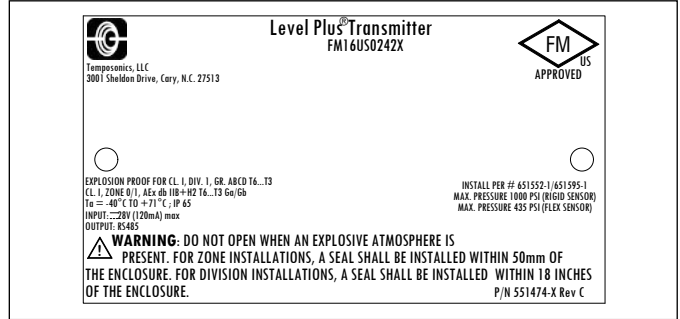 Level Plus® Transmitter
FM16US0242X
FM
US
APPROVED
Temposonics, LLC
3001 Sheldon Drive, Cary, N.C. 27513
EXPLOSION PROOF FOR CL. I, DIV. 1, GR. ABCD T6...T3
CL. I, ZONE 0/1, AEx db IIB+H2 T6...T3 Ga/Gb
Ta = -40°C TO +71°C ; IP 65
INPUT: ⎓28V (120mA) max
OUTPUT: RS485
INSTALL PER # 651552-1/651595-1
MAX. PRESSURE 1000 PSI (RIGID SENSOR)
MAX. PRESSURE 435 PSI (FLEX SENSOR)
WARNING: DO NOT OPEN WHEN AN EXPLOSIVE ATMOSPHERE IS
PRESENT. FOR ZONE INSTALLATIONS, A SEAL SHALL BE INSTALLED WITHIN 50mm OF
THE ENCLOSURE. FOR DIVISION INSTALLATIONS, A SEAL SHALL BE INSTALLED WITHIN 18 INCHES
OF THE ENCLOSURE.
P/N 551474-X Rev C